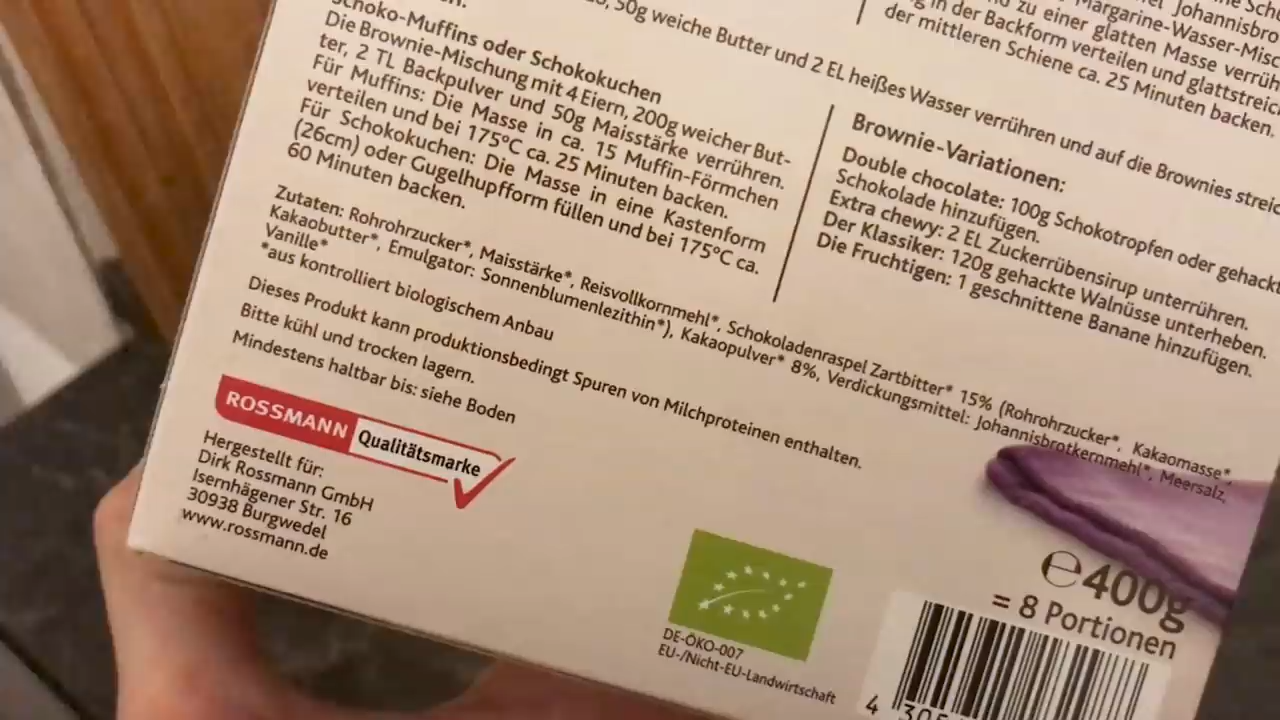 Schoko-Muffins oder Schokokuchen
Die Brownie-Mischung mit 4 Eiern, 200g weicher But-
ter, 2 TL Backpulver und 50g Maisstärke verrühren.
Für Muffins: Die Masse in ca. 15 Muffin-Förmchen
verteilen und bei 175°C ca. 25 Minuten backen.
Für Schokokuchen: Die Masse in eine Kastenform
(26cm) oder Gugelhupfform füllen und bei 175°C ca.
60 Minuten backen.
50g weiche Butter und 2 EL heißes Wasser verrühren und auf die Brownies
zu einer glatten Masse
in der Backform verteilen und
der mittleren Schiene ca. 25 Minuten backen.
Brownie-Variationen:
Double chocolate: 100g Schokotropfen oder
Schokolade hinzufügen.
Extra chewy: 2 EL Zuckerrübensirup unterrühren.
Der Klassiker: 120g gehackte Walnüsse unterheben.
Die Fruchtigen: 1 geschnittene Banane hinzufügen.
Zutaten: Rohrohrzucker*, Maisstärke*, Reisvollkornmehl*, Schokoladenraspel Zartbitter* 15% (Rohrohrzucker*, Kakaomasse*,
Kakaobutter*, Emulgator: Sonnenblumenlezithin*), Kakaopulver* 8%, Verdickungsmittel: Johannisbrotkernmehl*, Meersalz,
Vanille*
*aus kontrolliert biologischem Anbau
Dieses Produkt kann produktionsbedingt Spuren von Milchproteinen enthalten.
Bitte kühl und trocken lagern.
Mindestens haltbar bis: siehe Boden
ROSSMANN Qualitätsmarke
Hergestellt für:
Dirk Rossmann GmbH
Isernhägener Str. 16
30938 Burgwedel
www.rossmann.de
DE-ÖKO-007
EU-/Nicht-EU-Landwirtschaft
℮400g
= 8 Portionen
4 305